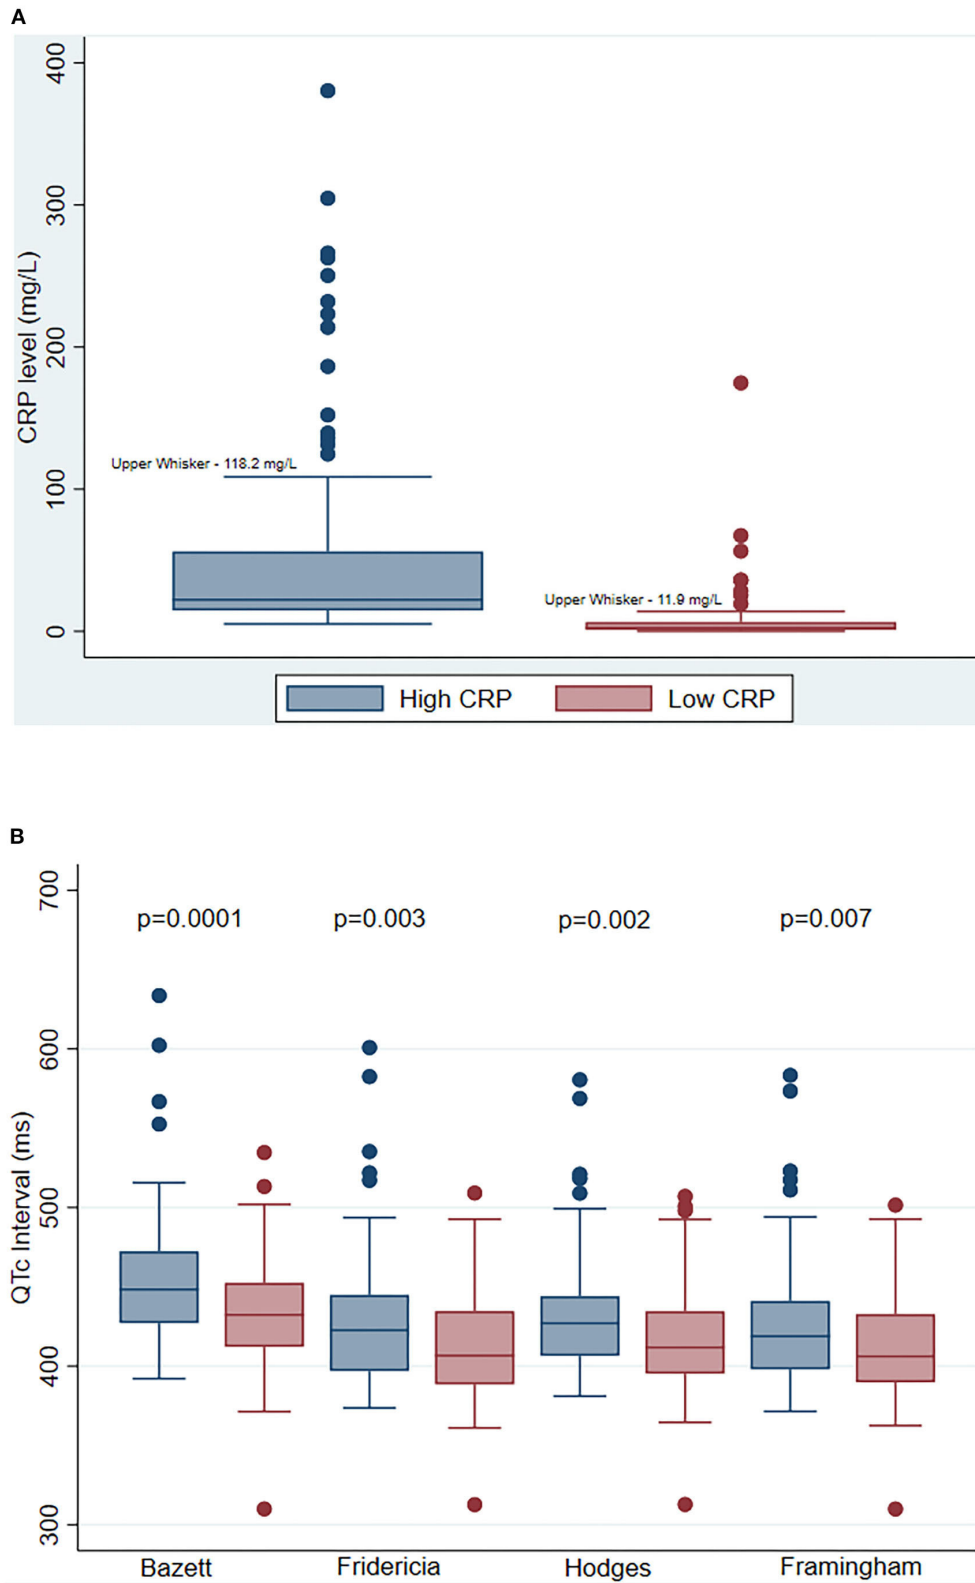 A
400
300
200
100
0
CRP level (mg/L)
Upper Whisker - 118.2 mg/L
Upper Whisker - 11.9 mg/L
High CRP Low CRP
B
700
600
500
400
300
QTc Interval (ms)
p=0.0001 p=0.003 p=0.002 p=0.007
Bazett Fridericia Hodges Framingham